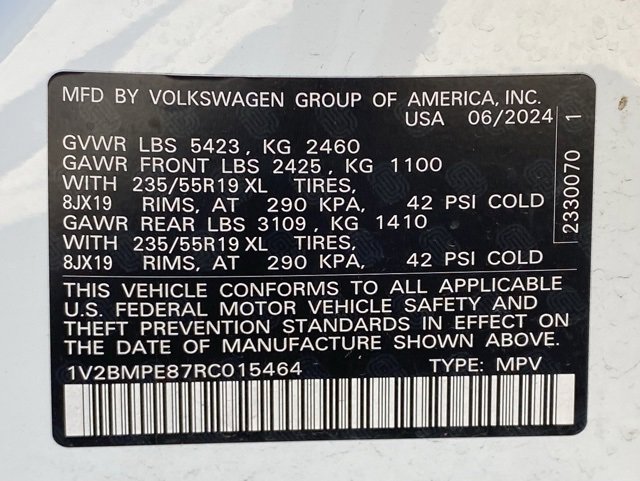 MFD BY VOLKSWAGEN GROUP OF AMERICA, INC.
USA 06/2024
GVWR LBS 5423, KG 2460
GAWR FRONT LBS 2425, KG 1100
WITH 235/55R19 XL TIRES,
8JX19 RIMS, AT 290 KPA, 42 PSI COLD
GAWR REAR LBS 3109, KG 1410
WITH 235/55R19 XL TIRES,
8JX19 RIMS, AT 290 KPA, 42 PSI COLD
THIS VEHICLE CONFORMS TO ALL APPLICABLE
U.S. FEDERAL MOTOR VEHICLE SAFETY AND
THEFT PREVENTION STANDARDS IN EFFECT ON
THE DATE OF MANUFACTURE SHOWN ABOVE.
1V2BMPE87RC015464 TYPE: MPV
2330070 1